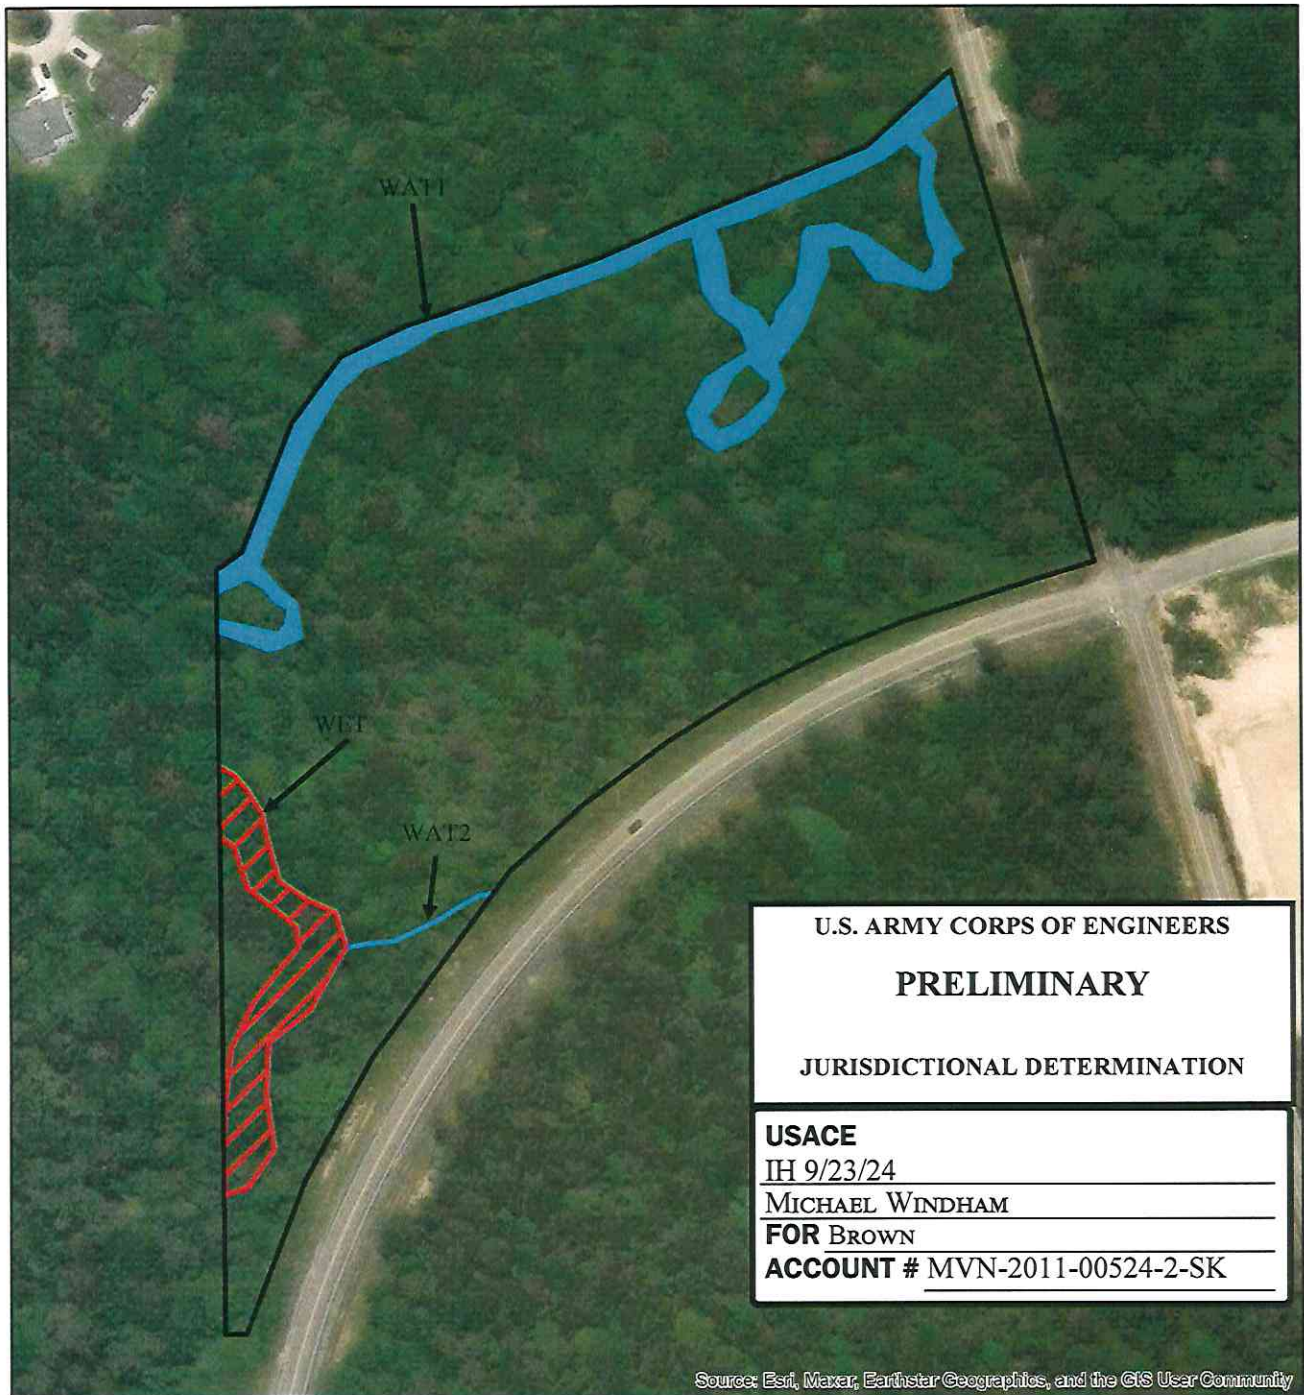 WAT1
WET
WAT2
U.S. ARMY CORPS OF ENGINEERS
PRELIMINARY
JURISDICTIONAL DETERMINATION
USACE
IH 9/23/24
MICHAEL WINDHAM
FOR BROWN
ACCOUNT # MVN-2011-00524-2-SK
Source: Esri, Maxar, Earthstar Geographics, and the GIS User Community